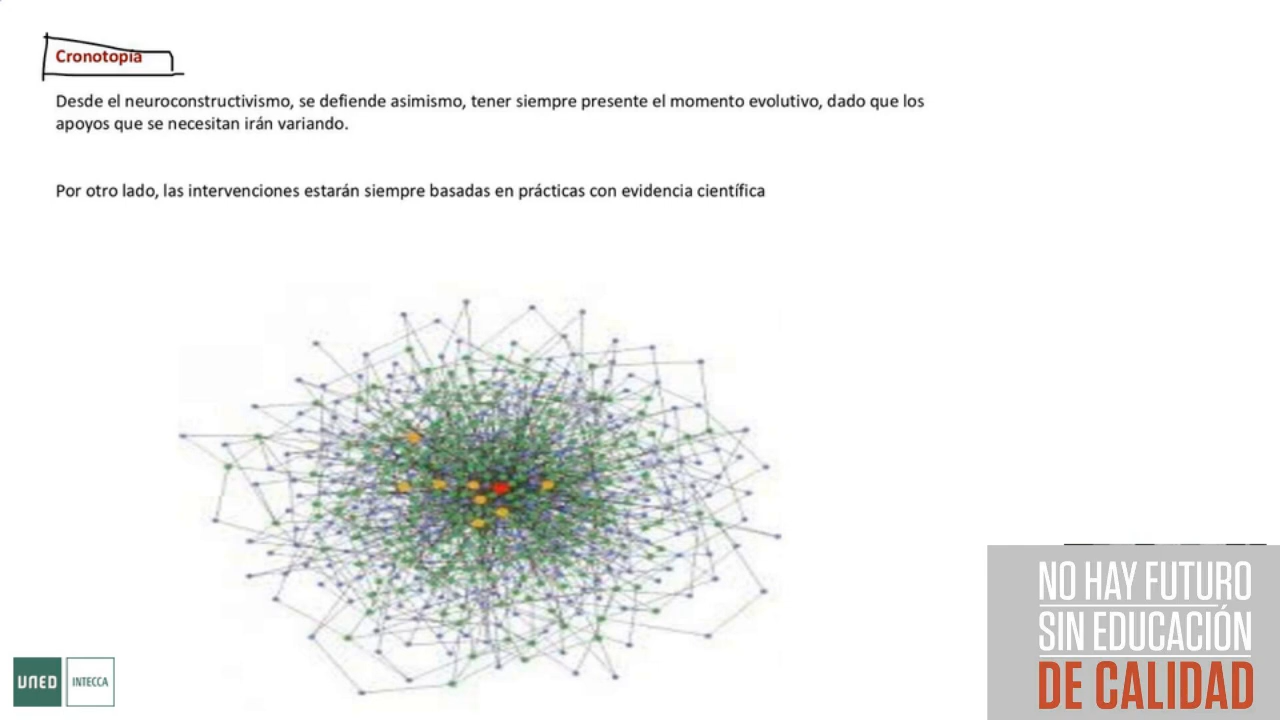 Cronotopia
Desde el neuroconstructivismo, se defiende asimismo, tener siempre presente el momento evolutivo, dado que los
apoyos que se necesitan irán variando.
Por otro lado, las intervenciones estarán siempre basadas en prácticas con evidencia científica
UNED
INTECCA
NO HAY FUTURO
SIN EDUCACIÓN
DE CALIDAD